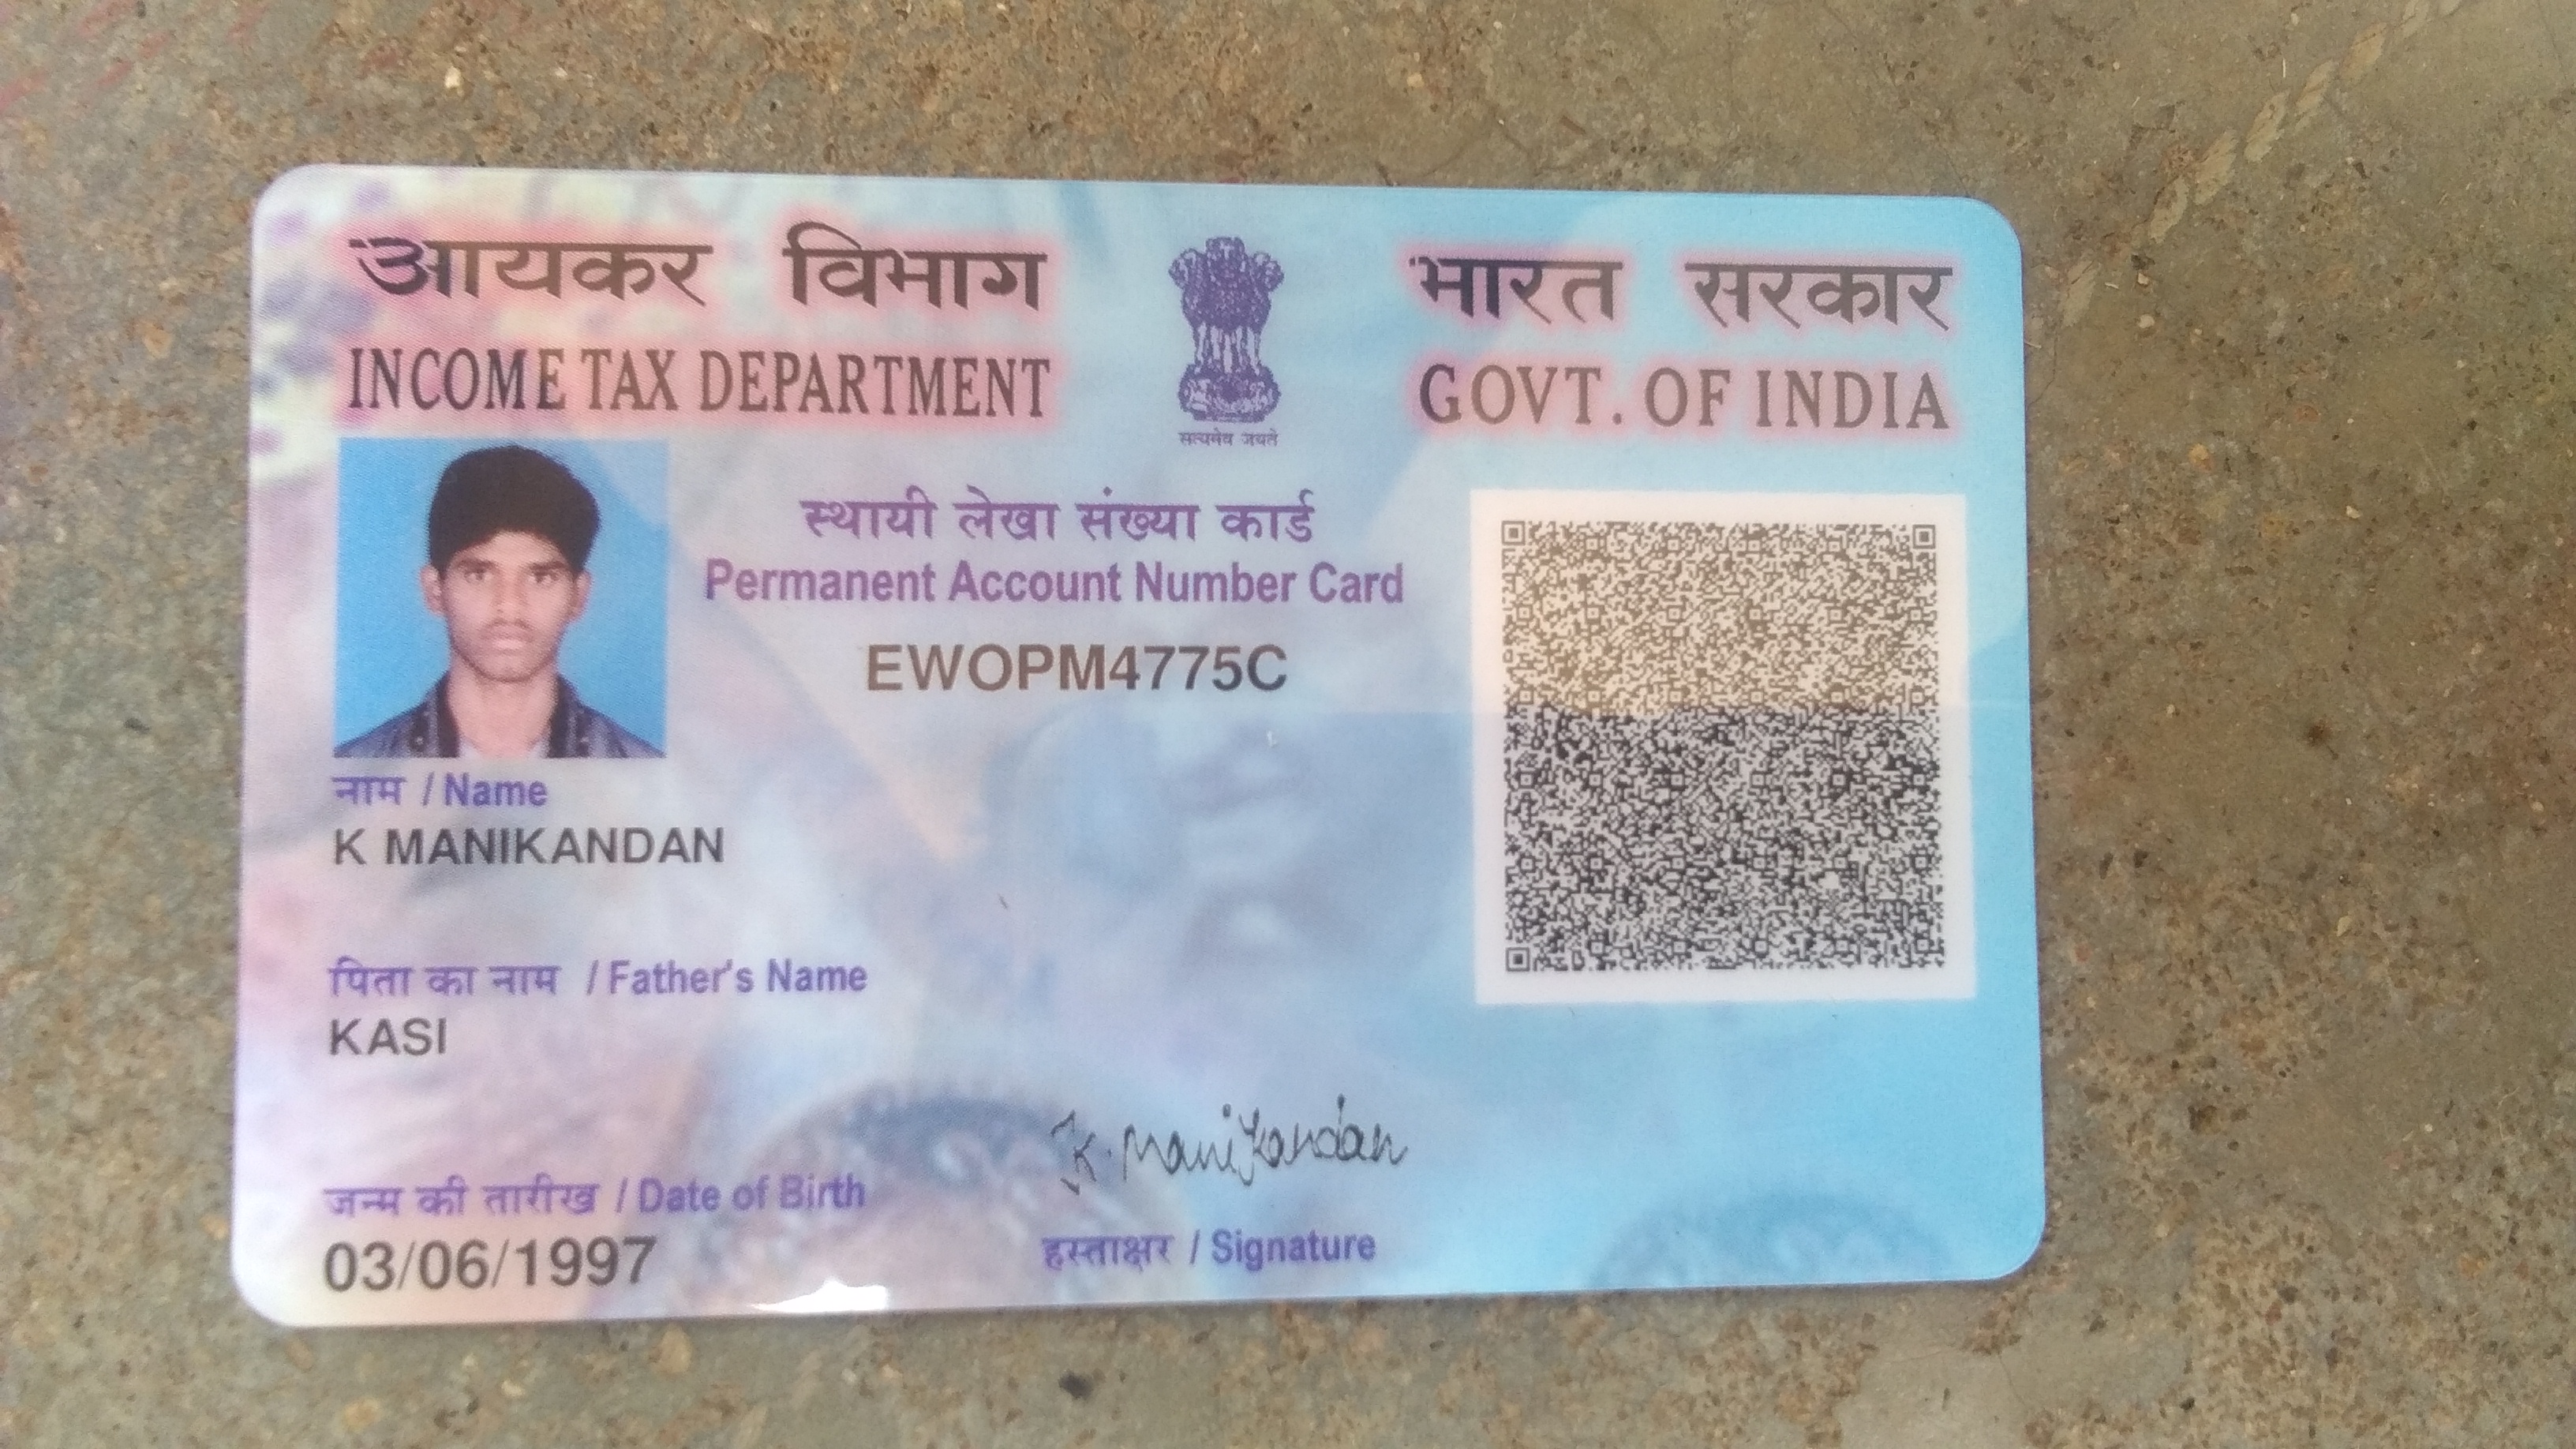 आयकर विभाग
INCOME TAX DEPARTMENT
सत्यमेव जयते
भारत सरकार
GOVT. OF INDIA
स्थायी लेखा संख्या कार्ड
Permanent Account Number Card
EWOPM4775C
नाम / Name
K MANIKANDAN
पिता का नाम / Father's Name
KASI
जन्म की तारीख / Date of Birth
03/06/1997
K. Manikandan
हस्ताक्षर / Signature